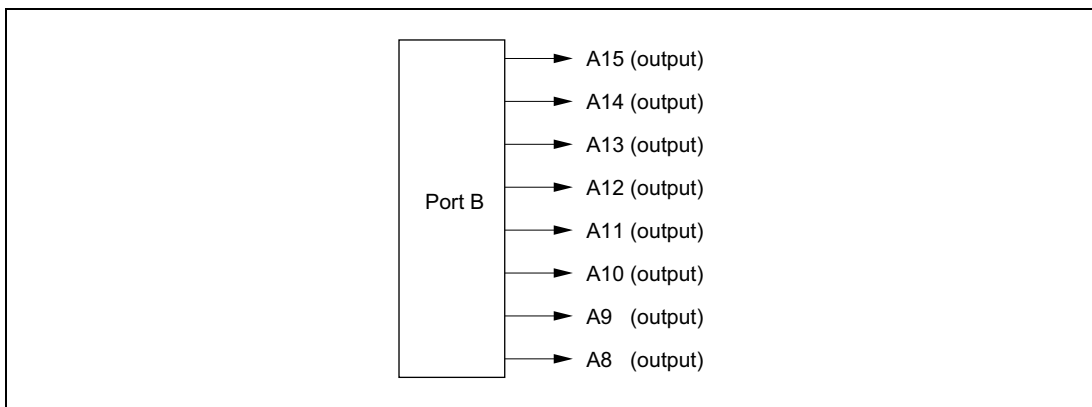 A15 (output)
A14 (output)
A13 (output)
A12 (output)
Port B
A11 (output)
A10 (output)
A9 (output)
A8 (output)